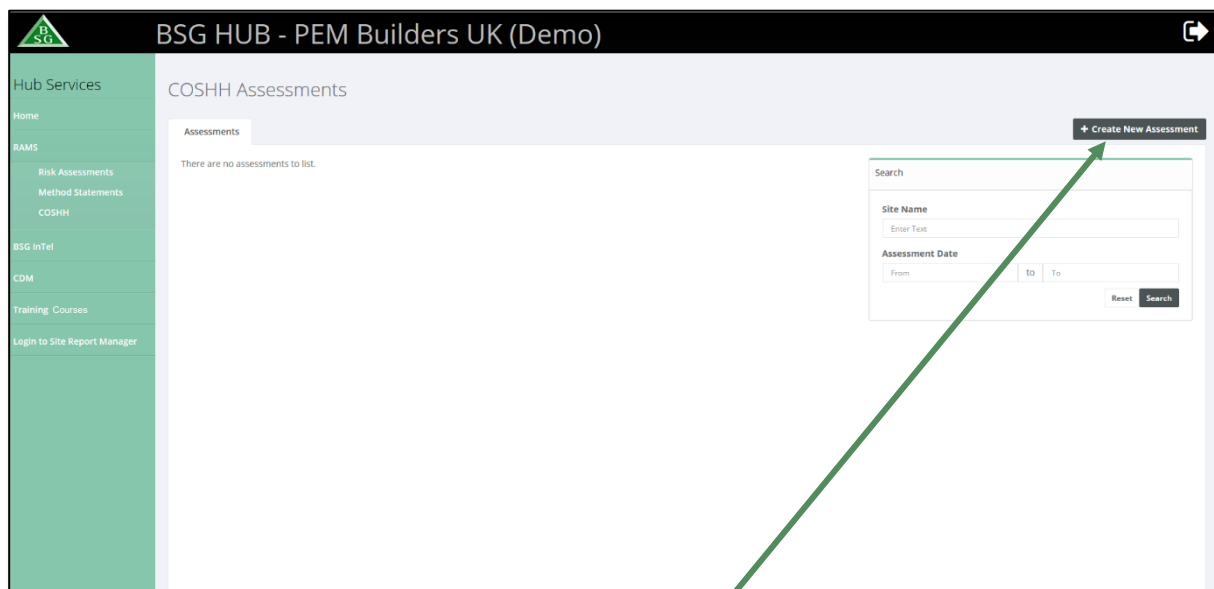 B
SG
BSG HUB - PEM Builders UK (Demo)
Hub Services
Home
RAMS
Risk Assessments
Method Statements
COSHH
BSG InTel
CDM
Training Courses
Login to Site Report Manager
COSHH Assessments
Assessments
+ Create New Assessment
There are no assessments to list.
Search
Site Name
Enter Text
Assessment Date
From to To
Reset Search